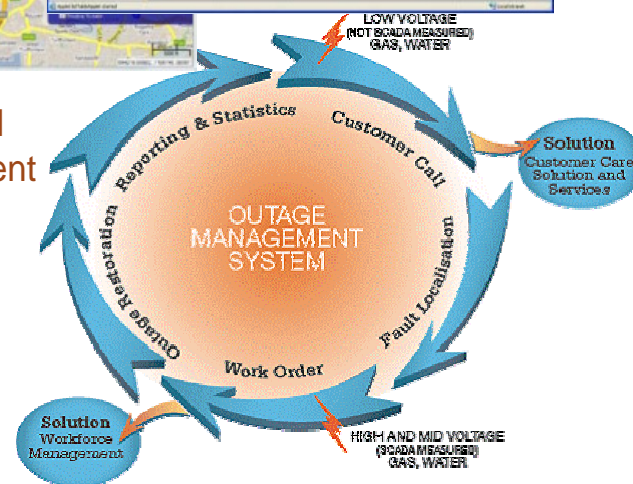 LOW VOLTAGE
(NOT SCADA MEASURED)
GAS, WATER
Reporting & Statistics
Customer Call
Solution
Customer Care
Solution and
Services
ent
OUTAGE
MANAGEMENT
SYSTEM
Outage Restoration
Fault Localisation
Work Order
Solution
Workforce
Management
HIGH AND MID VOLTAGE
(SCADA MEASURED)
GAS, WATER